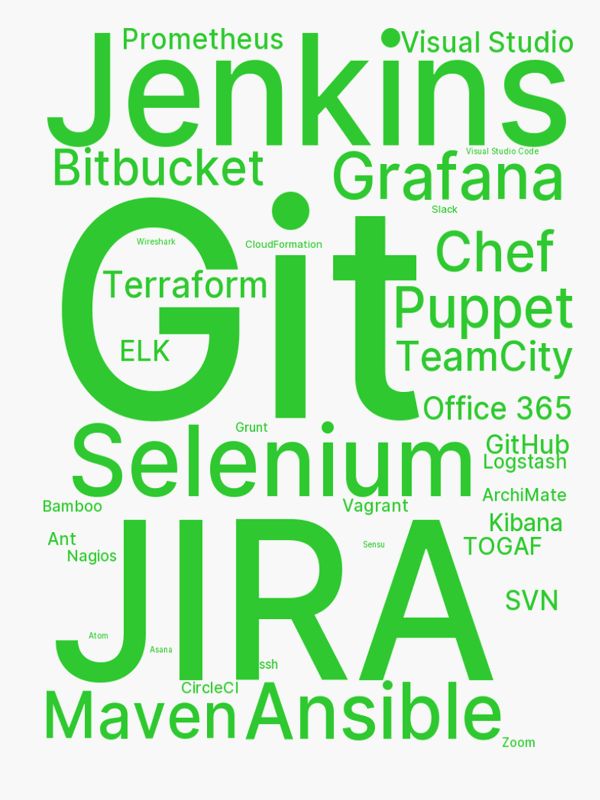 Prometheus
Visual Studio
Jenkins
Visual Studio Code
Bitbucket
Grafana
Slack
Wireshark
CloudFormation
Chef
Git
Terraform
Puppet
ELK
TeamCity
Office 365
Grunt
Selenium
GitHub
Logstash
ArchiMate
Bamboo
Vagrant
Kibana
Ant
Nagios
Sensu
TOGAF
JIRA
SVN
Atom
Asana
ssh
CircleCI
Maven
Ansible
Zoom